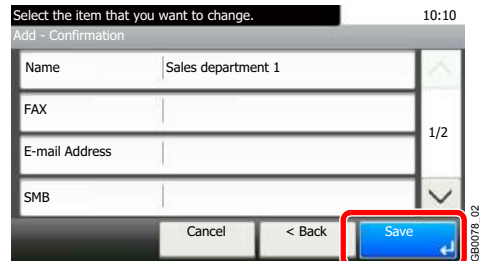 Select the item that you want to change. 10:10
Add - Confirmation
Name Sales department 1
FAX
1/2
E-mail Address
SMB
Cancel < Back Save
GB0078_02